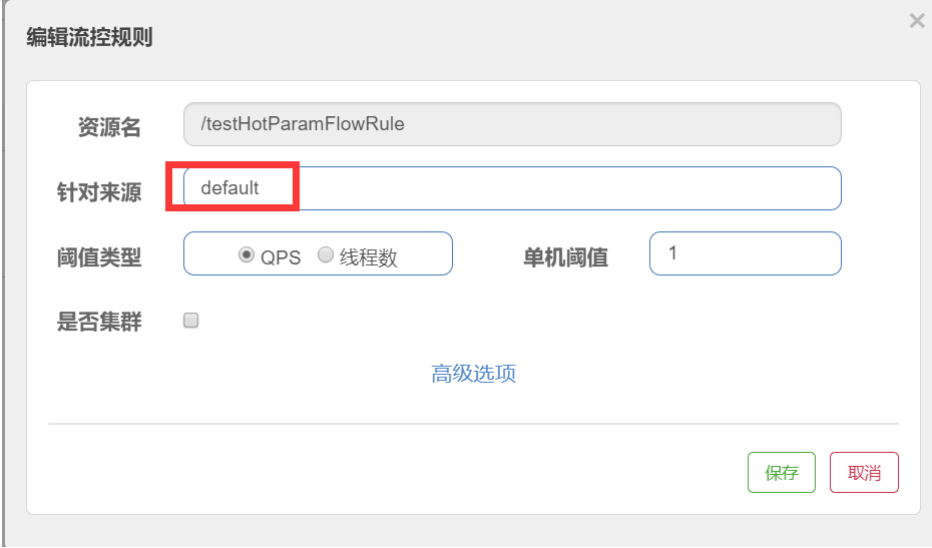 编辑流控规则
×
资源名 /testHotParamFlowRule
针对来源 default
阈值类型 QPS 线程数 单机阈值 1
是否集群
高级选项
保存 取消